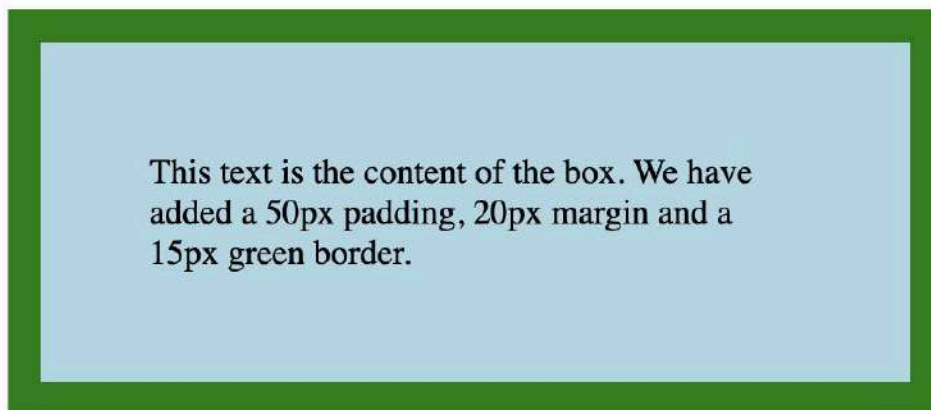 This text is the content of the box. We have
added a 50px padding, 20px margin and a
15px green border.